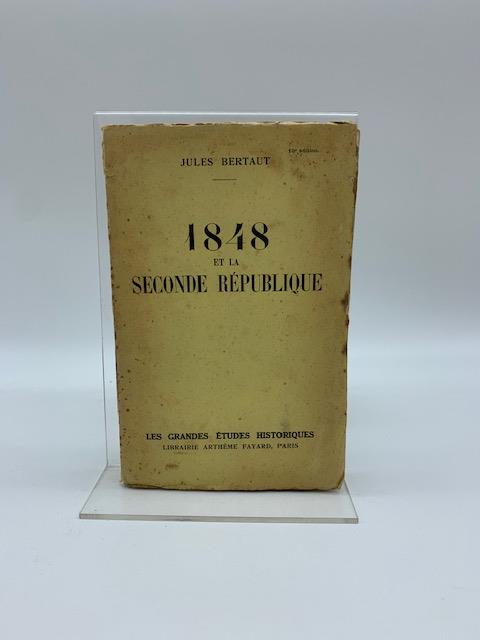 JULES BERTAUT
1848
ET LA
SECONDE RÉPUBLIQUE
LES GRANDES ÉTUDES HISTORIQUES
LIBRAIRIE ARTHÈME FAYARD, PARIS